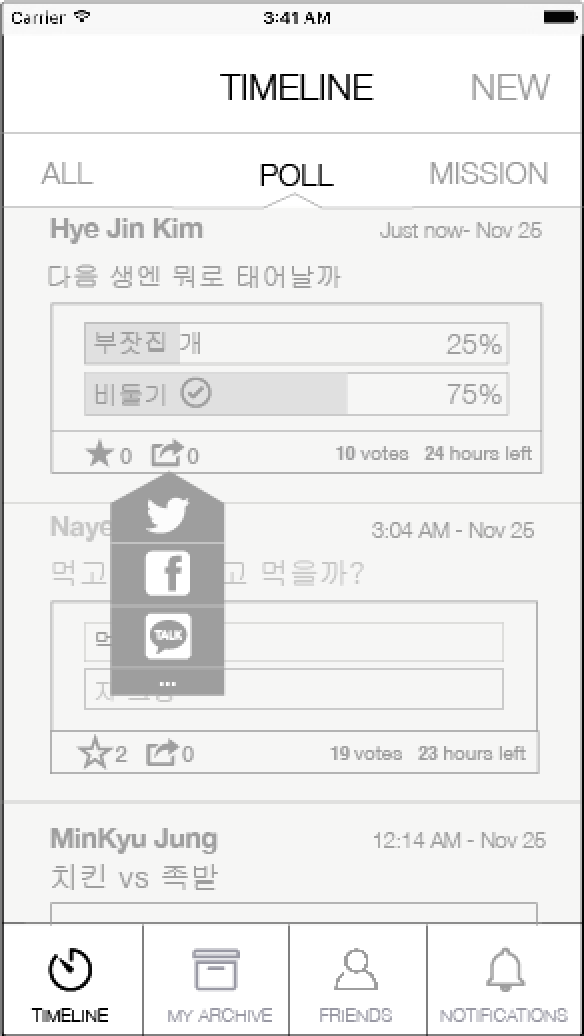 Carrier 3:41 AM
TIMELINE NEW
ALL POLL MISSION
Hye Jin Kim Just now- Nov 25
다음 생엔 뭐로 태어날까
부잣집 개 25%
비둘기 75%
0 0 10 votes 24 hours left
Naye 3:04 AM - Nov 25
먹고 고 먹을까?
TALK
...
2 0 19 votes 23 hours left
MinKyu Jung 12:14 AM - Nov 25
치킨 vs 족발
TIMELINE MY ARCHIVE FRIENDS NOTIFICATIONS